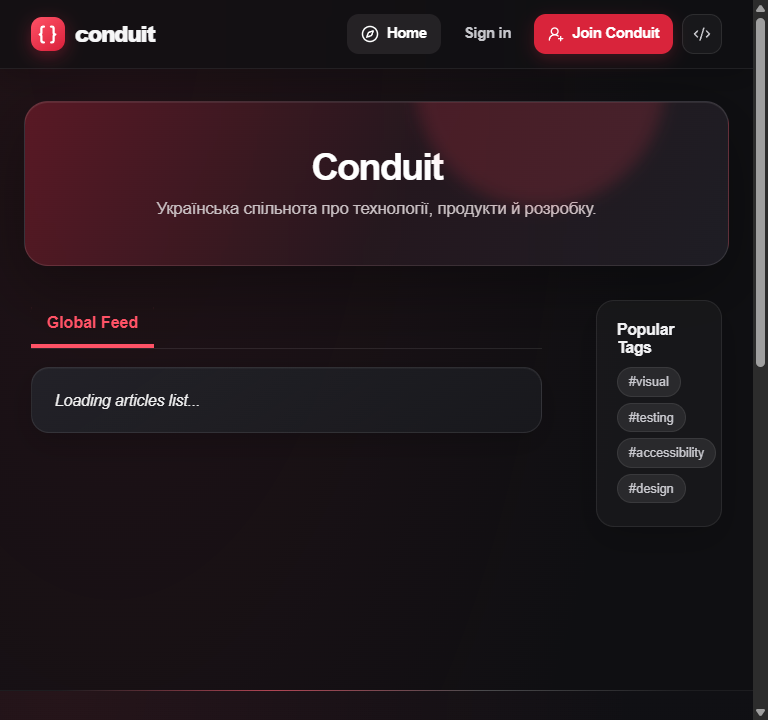 { } conduit
Home
Sign in
Join Conduit
</>
Conduit
Українська спільнота про технології, продукти й розробку.
Global Feed
Loading articles list...
Popular
Tags
#visual
#testing
#accessibility
#design